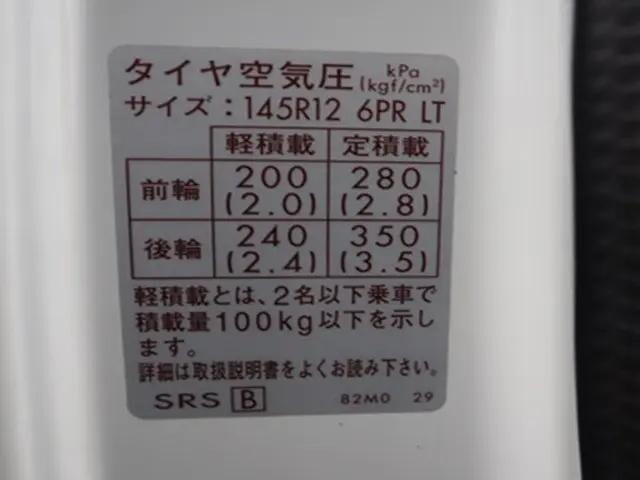 タイヤ空気圧 kPa (kgf/cm²)
サイズ：145R12 6PR LT
軽積載 定積載
前輪 200 (2.0) 280 (2.8)
後輪 240 (2.4) 350 (3.5)
軽積載とは、2名以下乗車で
積載量100kg以下を示し
ます。
詳細は取扱説明書をよくお読み下さい。
SRS B 82M0 29